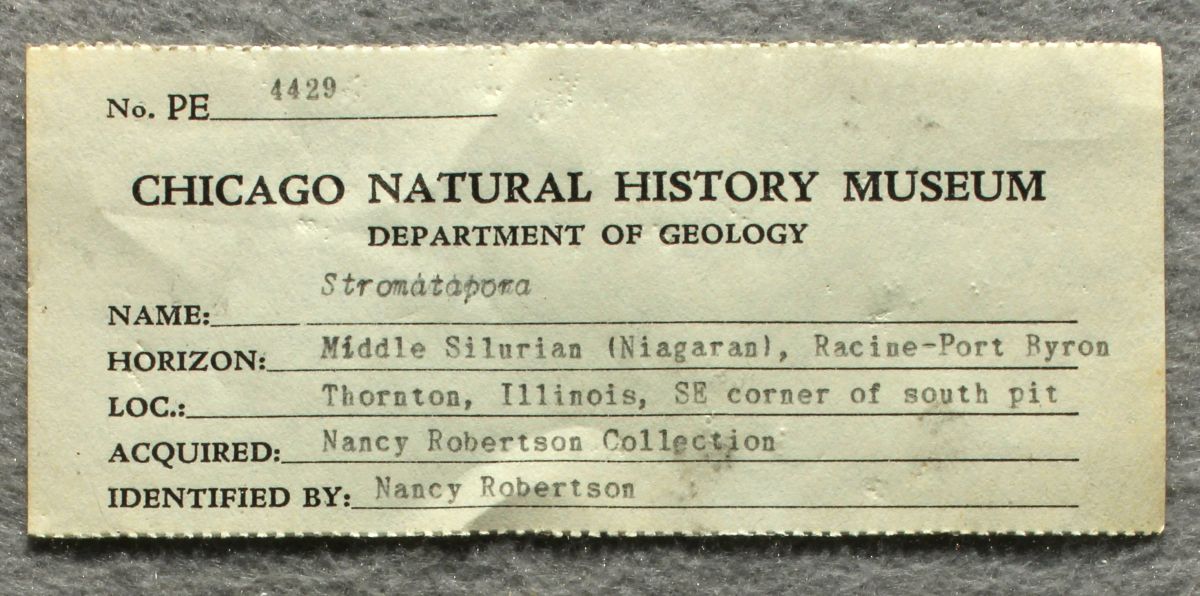 No. PE 4429
CHICAGO NATURAL HISTORY MUSEUM
DEPARTMENT OF GEOLOGY
NAME: Stromatapora
HORIZON: Middle Silurian (Niagaran), Racine-Port Byron
LOC.: Thornton, Illinois, SE corner of south pit
ACQUIRED: Nancy Robertson Collection
IDENTIFIED BY: Nancy Robertson